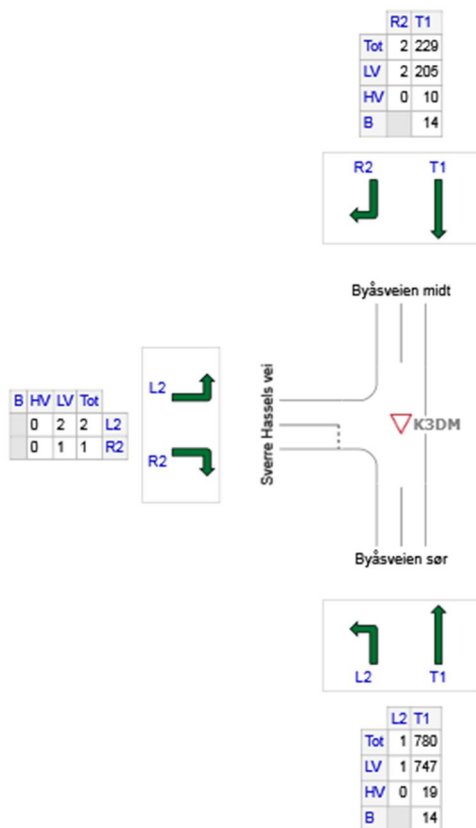 R2 T1
Tot 2 229
LV 2 205
HV 0 10
B 14
R2 T1
Byåsveien midt
Sverre Hassels vei
L2
R2
B HV LV Tot
0 2 2 L2
0 1 1 R2
K3DM
Byåsveien sør
L2 T1
L2 T1
Tot 1 780
LV 1 747
HV 0 19
B 14